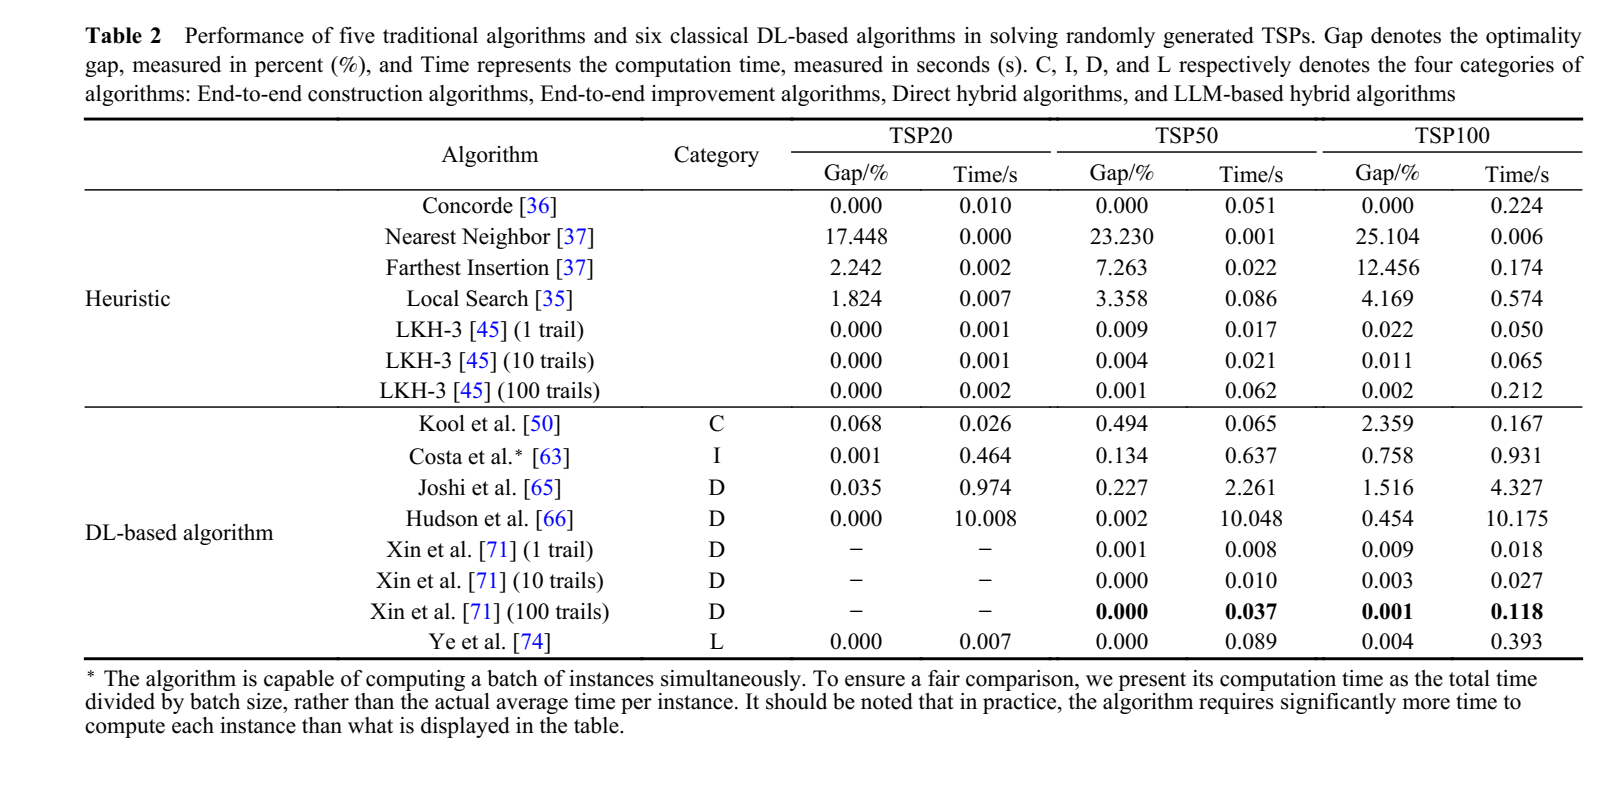 Table 2 Performance of five traditional algorithms and six classical DL-based algorithms in solving randomly generated TSPs. Gap denotes the optimality
gap, measured in percent (%), and Time represents the computation time, measured in seconds (s). C, I, D, and L respectively denotes the four categories of
algorithms: End-to-end construction algorithms, End-to-end improvement algorithms, Direct hybrid algorithms, and LLM-based hybrid algorithms
Algorithm Category TSP20 TSP50 TSP100
Gap/% Time/s Gap/% Time/s Gap/% Time/s
Concorde [36] 0.000 0.010 0.000 0.051 0.000 0.224
Nearest Neighbor [37] 17.448 0.000 23.230 0.001 25.104 0.006
Farthest Insertion [37] 2.242 0.002 7.263 0.022 12.456 0.174
Heuristic Local Search [35] 1.824 0.007 3.358 0.086 4.169 0.574
LKH-3 [45] (1 trail) 0.000 0.001 0.009 0.017 0.022 0.050
LKH-3 [45] (10 trails) 0.000 0.001 0.004 0.021 0.011 0.065
LKH-3 [45] (100 trails) 0.000 0.002 0.001 0.062 0.002 0.212
Kool et al. [50] C 0.068 0.026 0.494 0.065 2.359 0.167
Costa et al.* [63] I 0.001 0.464 0.134 0.637 0.758 0.931
Joshi et al. [65] D 0.035 0.974 0.227 2.261 1.516 4.327
Hudson et al. [66] D 0.000 10.008 0.002 10.048 0.454 10.175
DL-based algorithm
Xin et al. [71] (1 trail) D – – 0.001 0.008 0.009 0.018
Xin et al. [71] (10 trails) D – – 0.000 0.010 0.003 0.027
Xin et al. [71] (100 trails) D – – 0.000 0.037 0.001 0.118
Ye et al. [74] L 0.000 0.007 0.000 0.089 0.004 0.393
* The algorithm is capable of computing a batch of instances simultaneously. To ensure a fair comparison, we present its computation time as the total time
divided by batch size, rather than the actual average time per instance. It should be noted that in practice, the algorithm requires significantly more time to
compute each instance than what is displayed in the table.